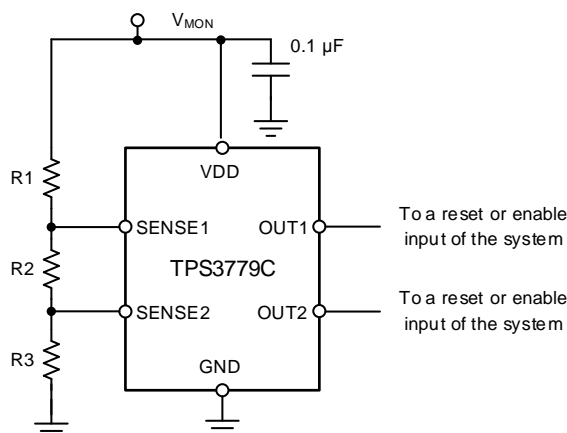 V_MON
0.1 µF
R1
VDD
SENSE1
OUT1
To a reset or enable
input of the system
R2
TPS3779C
SENSE2
OUT2
To a reset or enable
input of the system
R3
GND